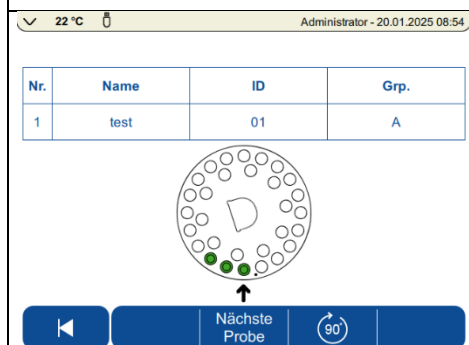 22 °C Administrator - 20.01.2025 08:54
Nr. Name ID Grp.
1 test 01 A
Nächste
Probe
90°